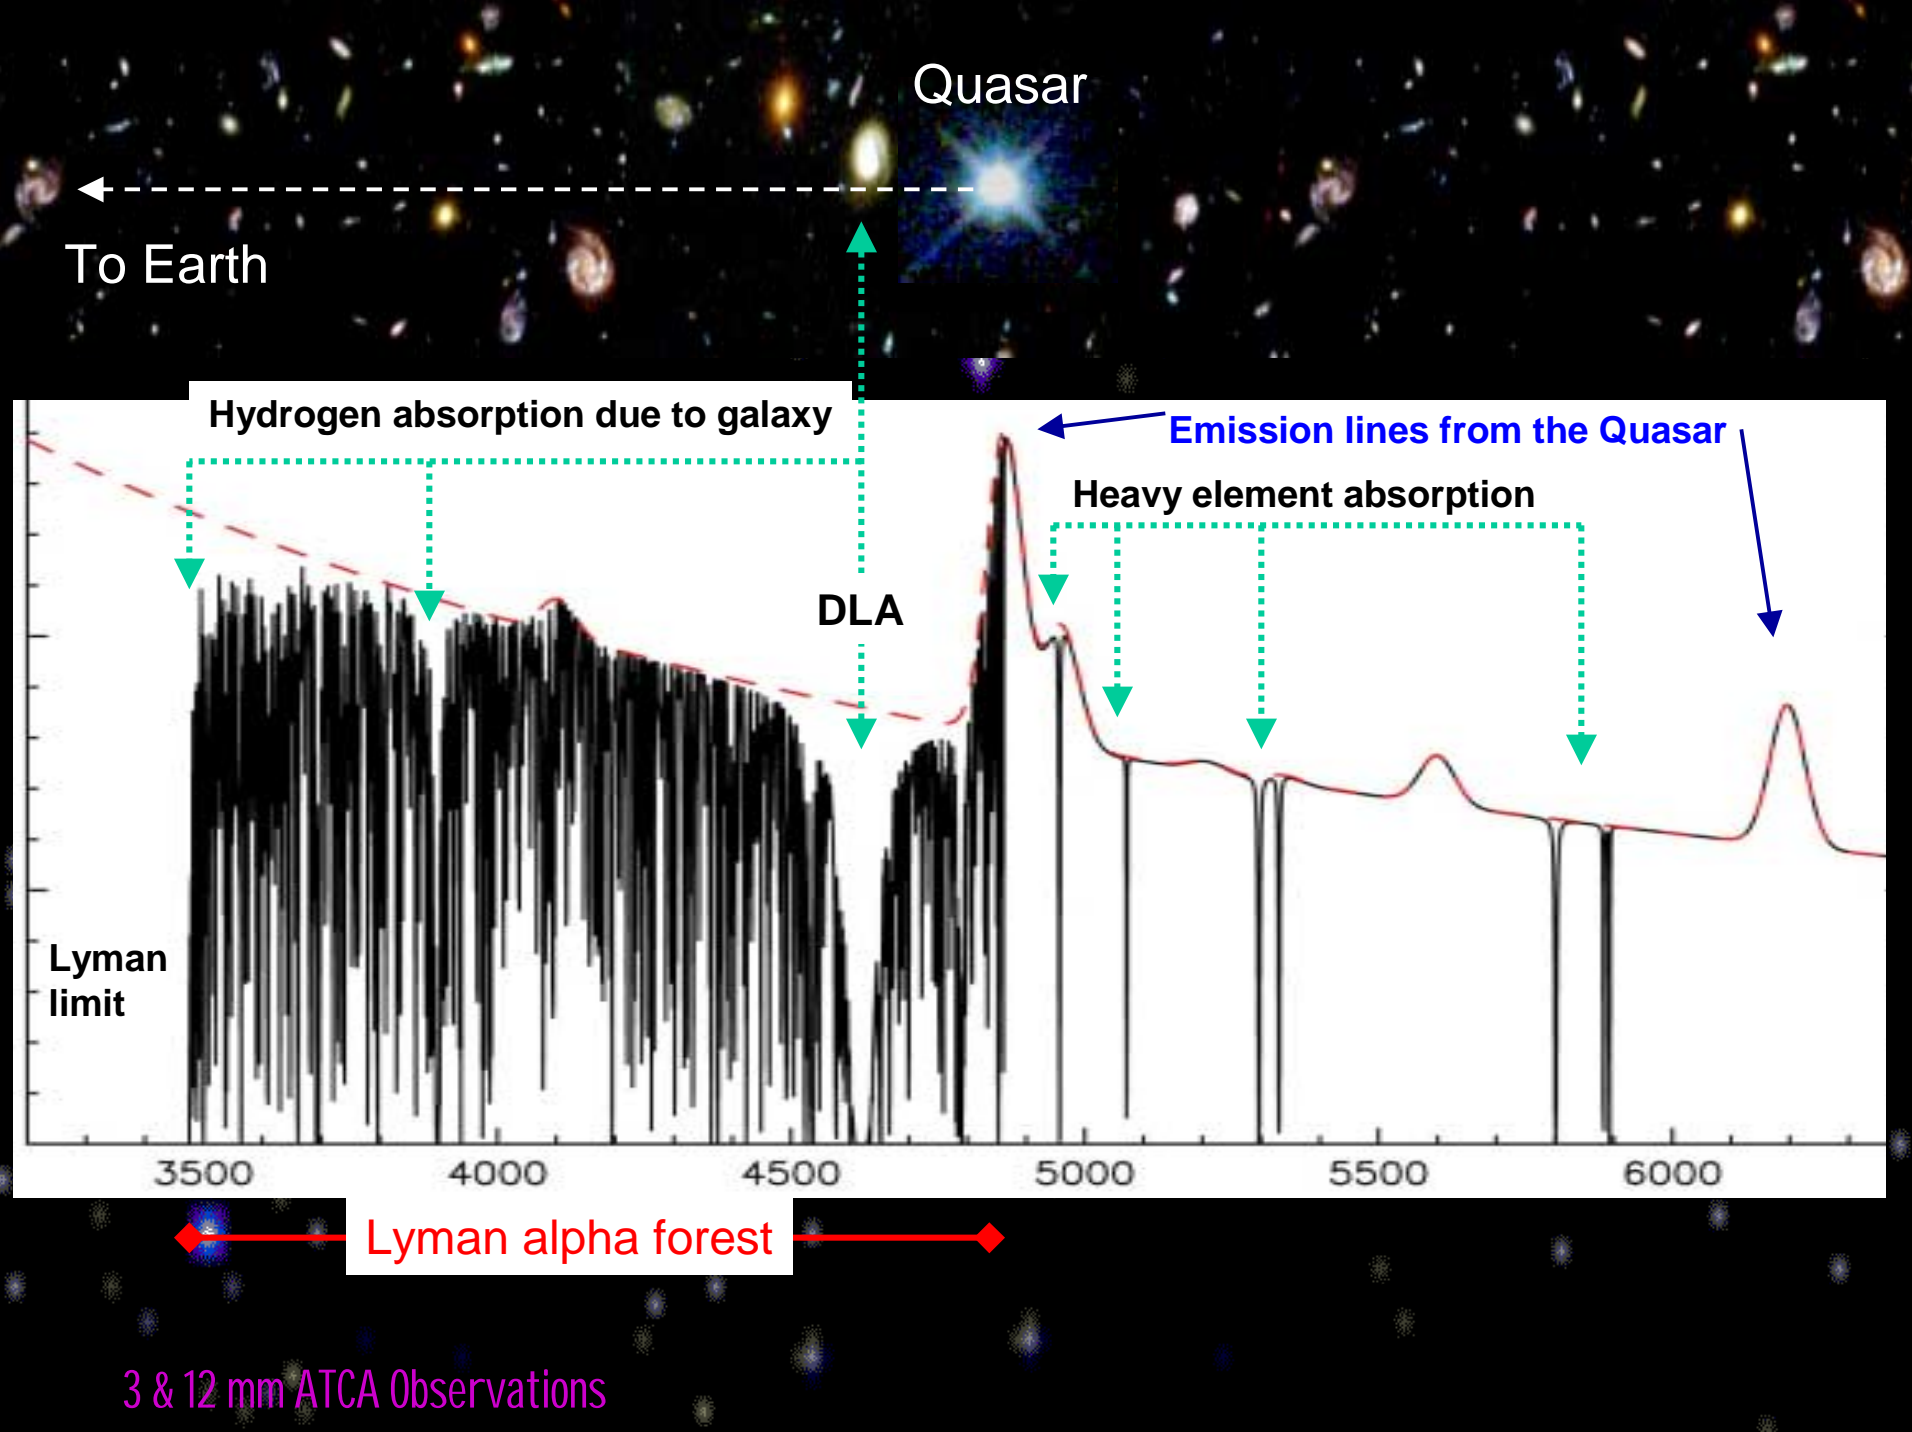 Quasar
To Earth
Hydrogen absorption due to galaxy
Emission lines from the Quasar
Heavy element absorption
DLA
Lyman
limit
3500 4000 4500 5000 5500 6000
Lyman alpha forest
3 & 12 mm ATCA Observations